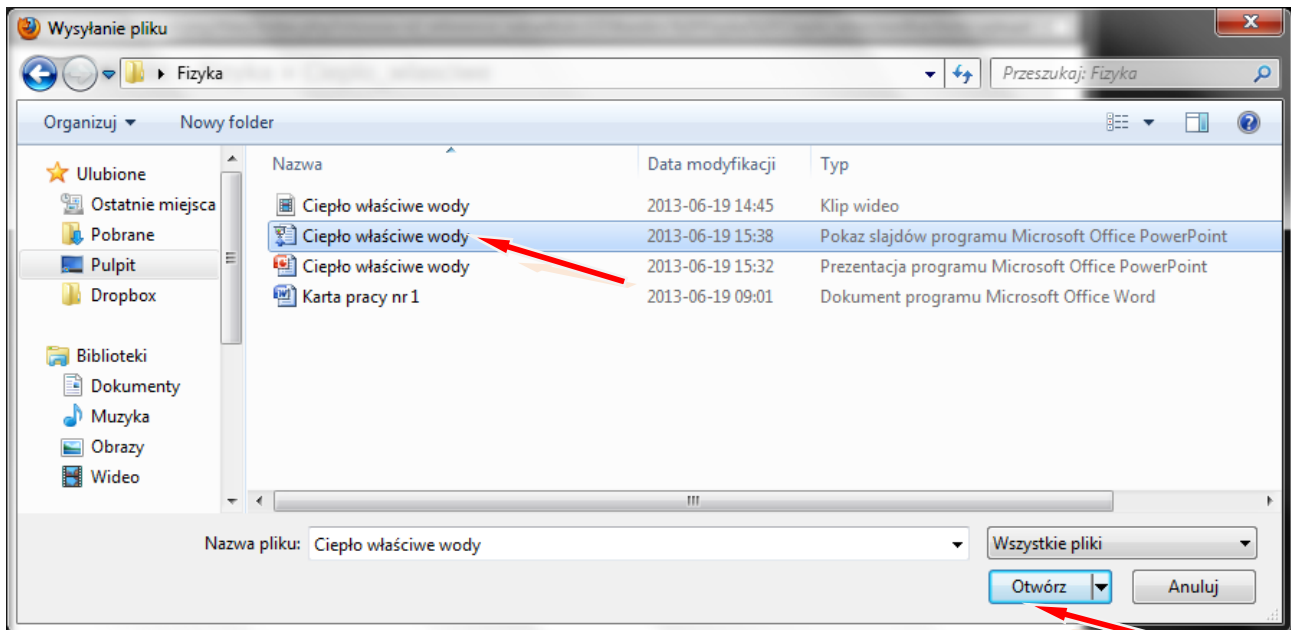 Wysyłanie pliku
Fizyka
Przeszukaj: Fizyka
Organizuj
Nowy folder
Ulubione
Ostatnie miejsca
Pobrane
Pulpit
Dropbox
Biblioteki
Dokumenty
Muzyka
Obrazy
Wideo
Nazwa Data modyfikacji Typ
Ciepło właściwe wody 2013-06-19 14:45 Klip wideo
Ciepło właściwe wody 2013-06-19 15:38 Pokaz slajdów programu Microsoft Office PowerPoint
Ciepło właściwe wody 2013-06-19 15:32 Prezentacja programu Microsoft Office PowerPoint
Karta pracy nr 1 2013-06-19 09:01 Dokument programu Microsoft Office Word
Nazwa pliku: Ciepło właściwe wody
Wszystkie pliki
Otwórz
Anuluj